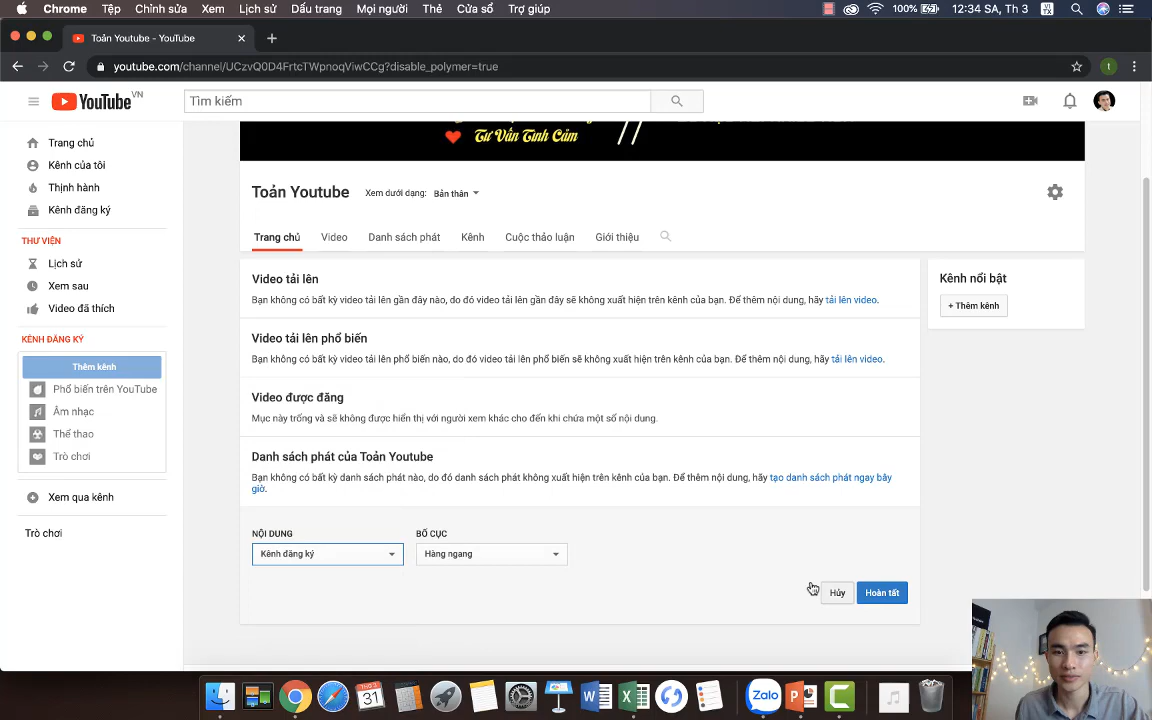 Chrome Tệp Chỉnh sửa Xem Lịch sử Dấu trang Mọi người Thẻ Cửa sổ Trợ giúp 100% 12:34 SA, Th 3 VI TX
Toản Youtube - YouTube
youtube.com/channel/UCzvQ0D4FrtcTWpnoqViwCCg?disable_polymer=true t
YouTube VN Tìm kiếm
Tư Vấn Tình Cảm //
Trang chủ
Kênh của tôi
Thịnh hành
Kênh đăng ký
THƯ VIỆN
Lịch sử
Xem sau
Video đã thích
KÊNH ĐĂNG KÝ
Thêm kênh
Phổ biến trên YouTube
Âm nhạc
Thể thao
Trò chơi
Xem qua kênh
Trò chơi
Toản Youtube Xem dưới dạng: Bản thân
Trang chủ Video Danh sách phát Kênh Cuộc thảo luận Giới thiệu
Video tải lên
Bạn không có bất kỳ video tải lên gần đây nào, do đó video tải lên gần đây sẽ không xuất hiện trên kênh của bạn. Để thêm nội dung, hãy tải lên video.
Video tải lên phổ biến
Bạn không có bất kỳ video tải lên phổ biến nào, do đó video tải lên phổ biến sẽ không xuất hiện trên kênh của bạn. Để thêm nội dung, hãy tải lên video.
Video được đăng
Mục này trống và sẽ không được hiển thị với người xem khác cho đến khi chứa một số nội dung.
Danh sách phát của Toản Youtube
Bạn không có bất kỳ danh sách phát nào, do đó danh sách phát không xuất hiện trên kênh của bạn. Để thêm nội dung, hãy tạo danh sách phát ngay bây
giờ.
NỘI DUNG BỐ CỤC
Kênh đăng ký Hàng ngang
Hủy Hoàn tất
Kênh nổi bật
+ Thêm kênh
31 Zalo